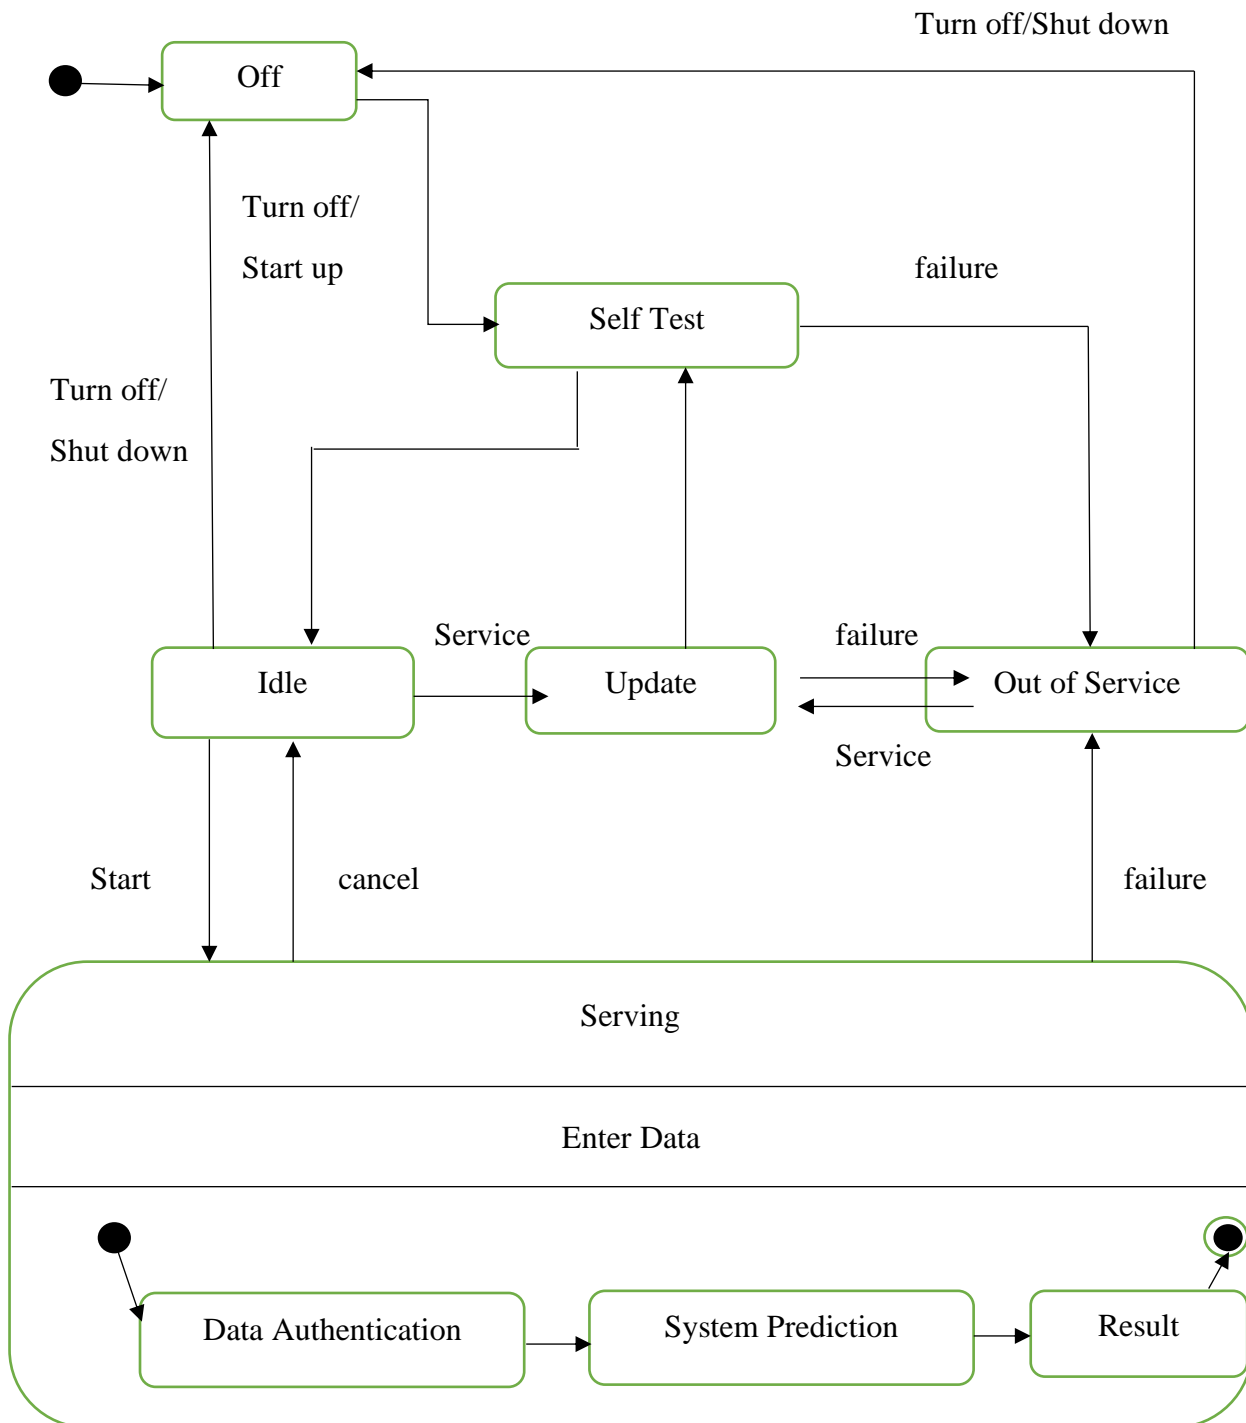 Turn off/Shut down
Off
Turn off/
Start up
failure
Self Test
Turn off/
Shut down
Service
failure
Idle
Update
Out of Service
Service
Start
cancel
failure
Serving
Enter Data
Data Authentication
System Prediction
Result